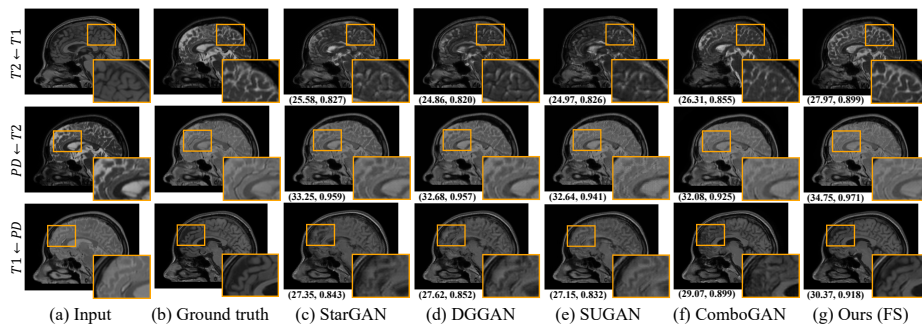 T2 ← T1
(25.58, 0.827) (24.86, 0.820) (24.97, 0.826) (26.31, 0.855) (27.97, 0.899)
PD ← T2
(33.25, 0.959) (32.68, 0.957) (32.64, 0.941) (32.08, 0.925) (34.75, 0.971)
T1 ← PD
(27.35, 0.843) (27.62, 0.852) (27.15, 0.832) (29.07, 0.899) (30.37, 0.918)
(a) Input (b) Ground truth (c) StarGAN (d) DGGAN (e) SUGAN (f) ComboGAN (g) Ours (FS)